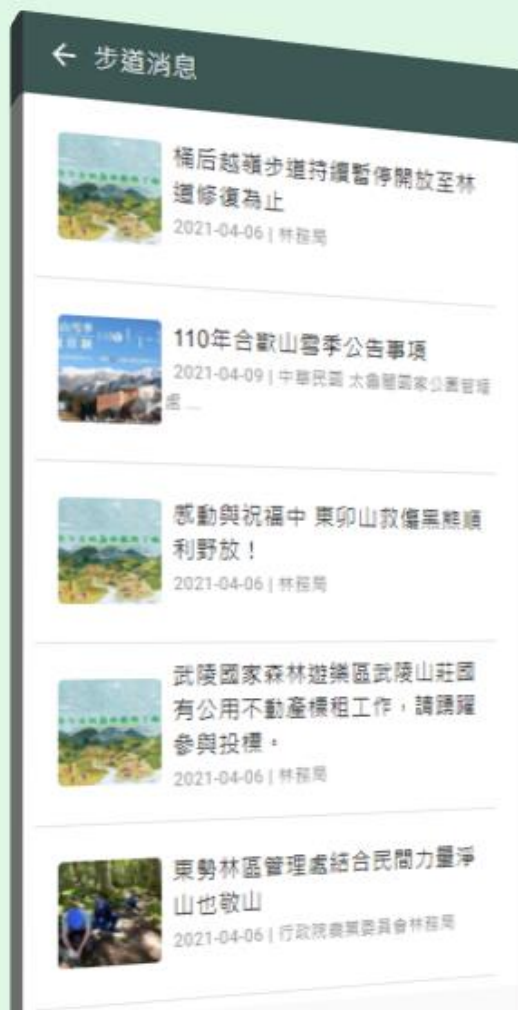 步道消息
桶后越嶺步道持續暫停開放至林
道修復為止
2021-04-06 | 林務局
110年合歡山雪季公告事項
2021-04-09 | 中華民國 太魯閣國家公園管理
處 ...
感動與祝福中 東卯山救傷黑熊順
利野放！
2021-04-06 | 林務局
武陵國家森林遊樂區武陵山莊國
有公用不動產標租工作，請踴躍
參與投標。
2021-04-06 | 林務局
東勢林區管理處結合民間力量淨
山也敬山
2021-04-06 | 行政院農業委員會林務局